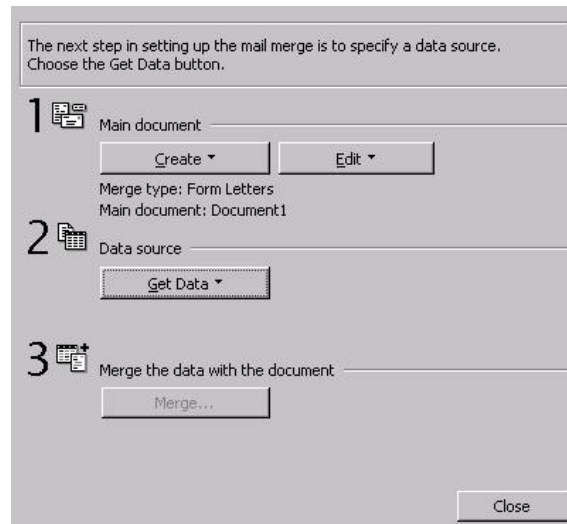 The next step in setting up the mail merge is to specify a data source.
Choose the Get Data button.
1
Main document
Create
Edit
Merge type: Form Letters
Main document: Document1
2
Data source
Get Data
3
Merge the data with the document
Merge...
Close